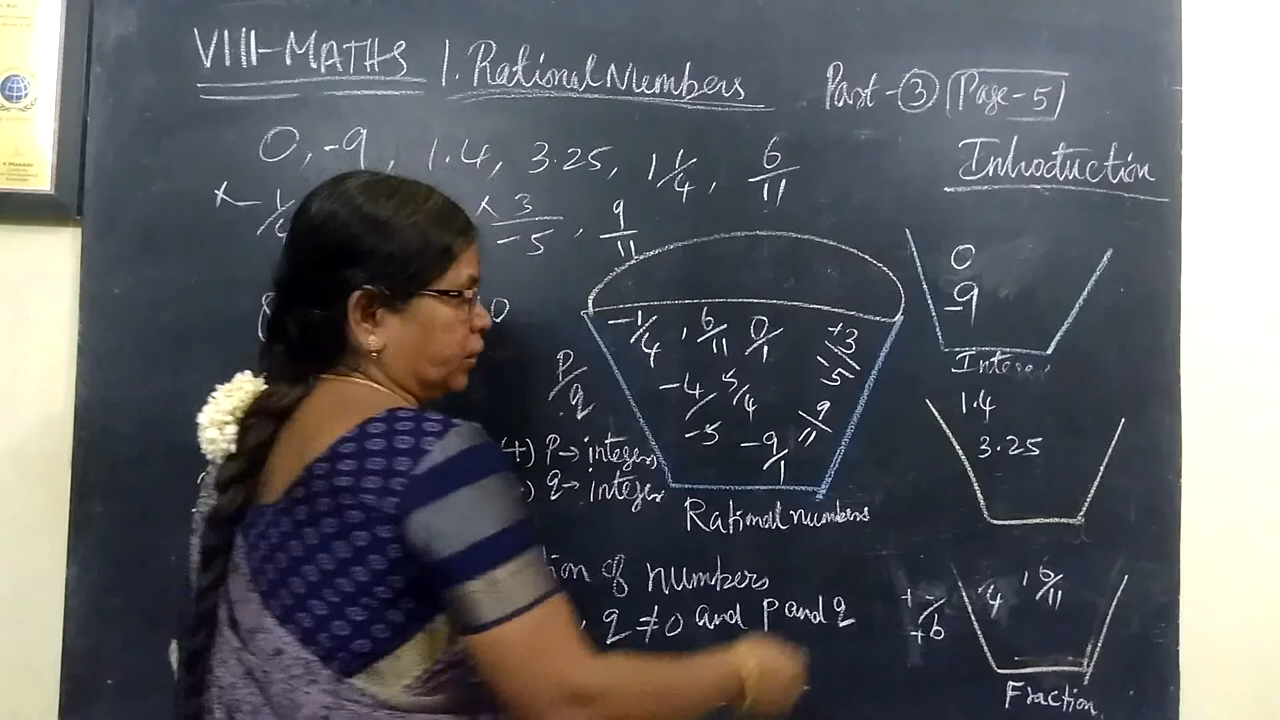 VIII-MATHS 1. Rational Numbers
Part-③ Page-5
0, -9, 1.4, 3.25, 1 1/4, 6/11
Introduction
x -1/4
x 3/-5, 9/11
0
-9
Integ
-1/4, 6/11 0/1 +3/5
-4/-5 5/4 9/11
-9/1
P/q
(+) P→ integers
) q→ integer
Rational numbers
1.4
3.25
tion of numbers
, q ≠ 0 and P and q
6/11
Fraction